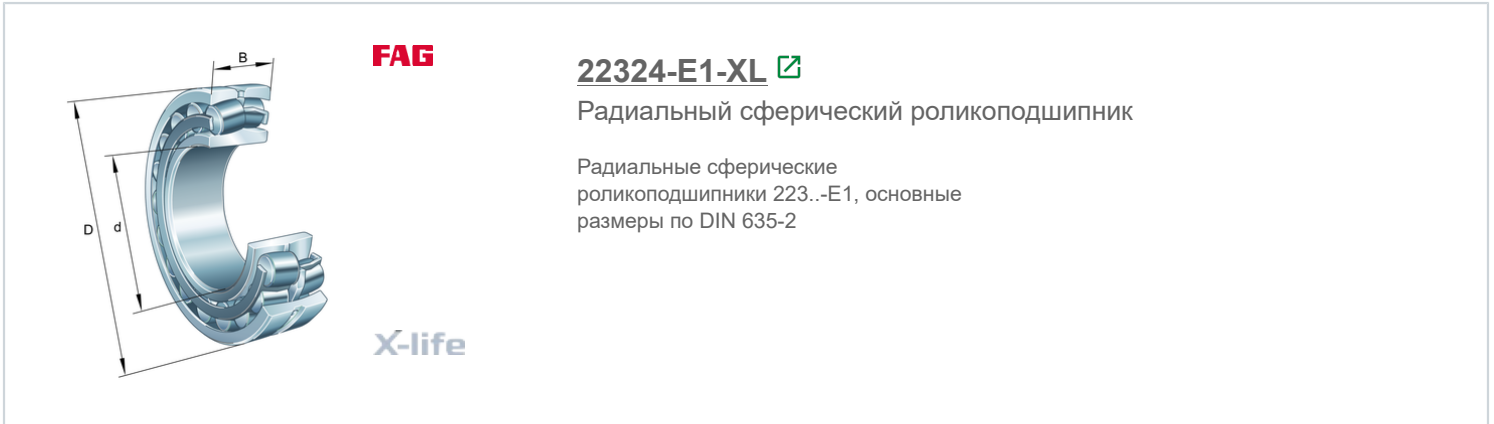 B
FAG
22324-E1-XL
Радиальный сферический роликоподшипник
Радиальные сферические
роликоподшипники 223..-E1, основные
размеры по DIN 635-2
D
d
X-life